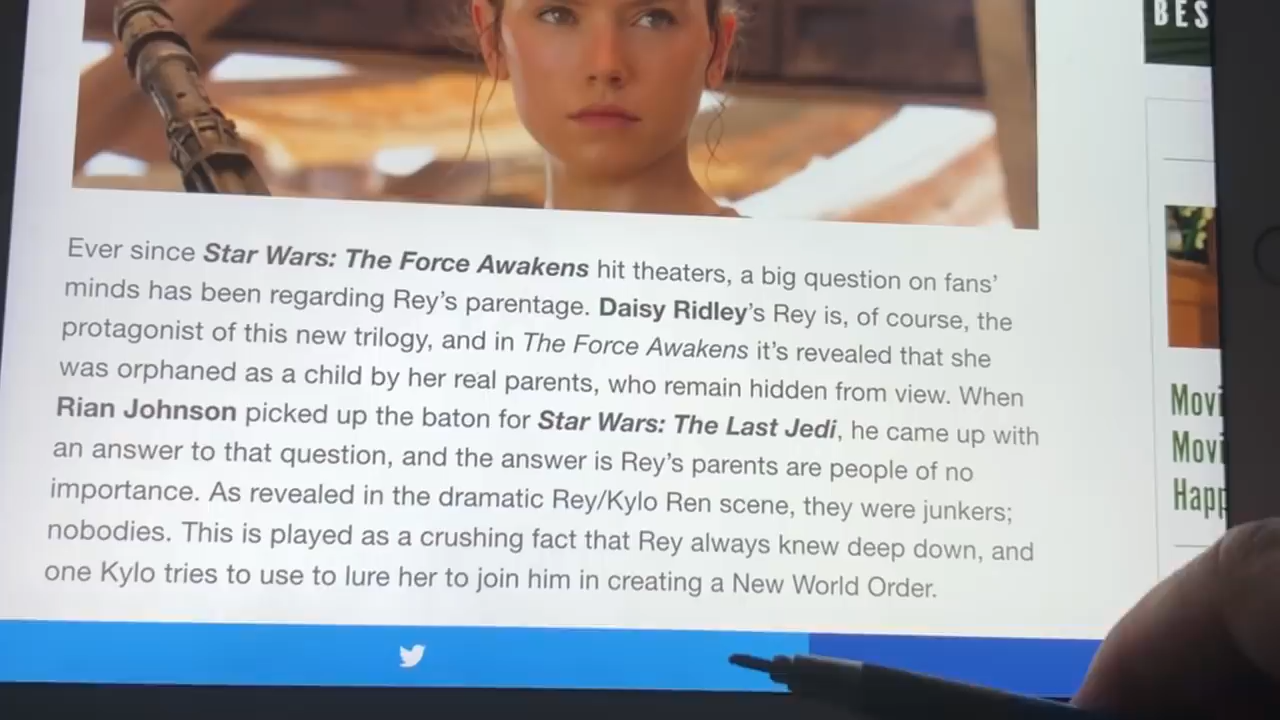 BES
Ever since Star Wars: The Force Awakens hit theaters, a big question on fans’
minds has been regarding Rey’s parentage. Daisy Ridley’s Rey is, of course, the
protagonist of this new trilogy, and in The Force Awakens it’s revealed that she
was orphaned as a child by her real parents, who remain hidden from view. When
Rian Johnson picked up the baton for Star Wars: The Last Jedi, he came up with
an answer to that question, and the answer is Rey’s parents are people of no
importance. As revealed in the dramatic Rey/Kylo Ren scene, they were junkers;
nobodies. This is played as a crushing fact that Rey always knew deep down, and
one Kylo tries to use to lure her to join him in creating a New World Order.
Movi
Movi
Happ